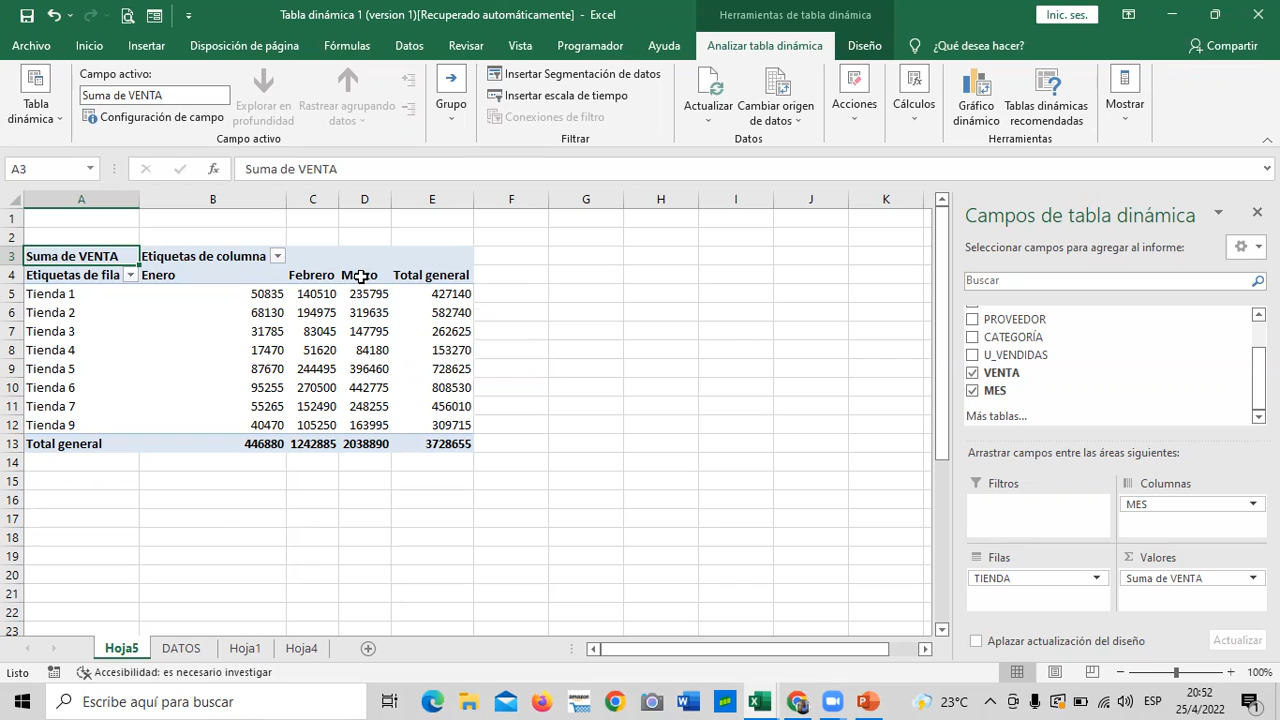 Tabla dinámica, (version 1)[Recuperado automáticamente] - Excel
Herramientas de tabla dinámica
Inic. ses.
Archivo Inicio Insertar Disposición de página Fórmulas Datos Revisar Vista Programador Ayuda Analizar tabla dinámica Diseño ¿Qué desea hacer? Compartir
Tabla dinámica
Campo activo:
Suma de VENTA
Configuración de campo
Explorar en profundidad
Rastrear agrupando datos
Campo activo
Grupo
Insertar Segmentación de datos
Insertar escala de tiempo
Conexiones de filtro
Filtrar
Actualizar
Cambiar origen de datos
Datos
Acciones
Cálculos
Gráfico dinámico
Tablas dinámicas recomendadas
Herramientas
Mostrar
A3 fx Suma de VENTA
A B C D E F G H I J K
1
2
3 Suma de VENTA Etiquetas de columna
4 Etiquetas de fila Enero Febrero Total general
5 Tienda 1 50835 140510 235795 427140
6 Tienda 2 68130 194975 319635 582740
7 Tienda 3 31785 83045 147795 262625
8 Tienda 4 17470 51620 84180 153270
9 Tienda 5 87670 244495 396460 728625
10 Tienda 6 95255 270500 442775 808530
11 Tienda 7 55265 152490 248255 456010
12 Tienda 9 40470 105250 163995 309715
13 Total general 446880 1242885 2038890 3728655
14
15
16
17
18
19
20
21
22
23
Campos de tabla dinámica
Seleccionar campos para agregar al informe:
Buscar
PROVEEDOR
CATEGORÍA
U_VENDIDAS
VENTA
MES
Más tablas...
Arrastrar campos entre las áreas siguientes:
Filtros
Columnas
MES
Filas
TIENDA
Σ Valores
Suma de VENTA
Aplazar actualización del diseño
Actualizar
Hoja5 DATOS Hoja1 Hoja4
Listo Accesibilidad: es necesario investigar 100%
Escribe aquí para buscar
23°C
ESP
20:52
25/4/2022